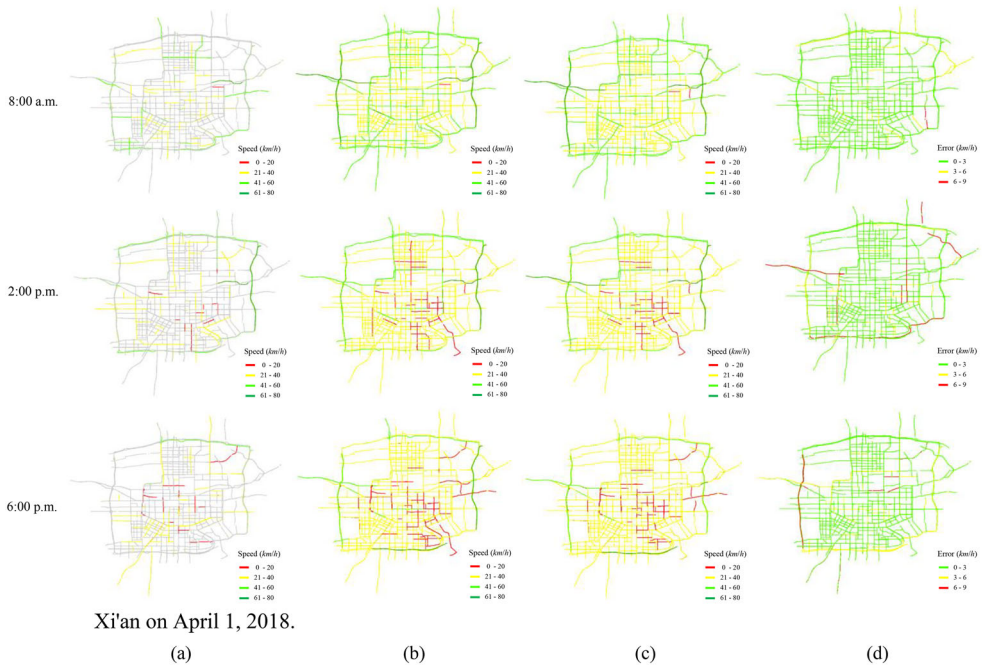 8:00 a.m.
Speed (km/h)
0 - 20
21 - 40
41 - 60
61 - 80
Speed (km/h)
0 - 20
21 - 40
41 - 60
61 - 80
Speed (km/h)
0 - 20
21 - 40
41 - 60
61 - 80
Error (km/h)
0 - 3
3 - 6
6 - 9
2:00 p.m.
Speed (km/h)
0 - 20
21 - 40
41 - 60
61 - 80
Speed (km/h)
0 - 20
21 - 40
41 - 60
61 - 80
Speed (km/h)
0 - 20
21 - 40
41 - 60
61 - 80
Error (km/h)
0 - 3
3 - 6
6 - 9
6:00 p.m.
Speed (km/h)
0 - 20
21 - 40
41 - 60
61 - 80
Speed (km/h)
0 - 20
21 - 40
41 - 60
61 - 80
Speed (km/h)
0 - 20
21 - 40
41 - 60
61 - 80
Error (km/h)
0 - 3
3 - 6
6 - 9
Xi'an on April 1, 2018.
(a)
(b)
(c)
(d)